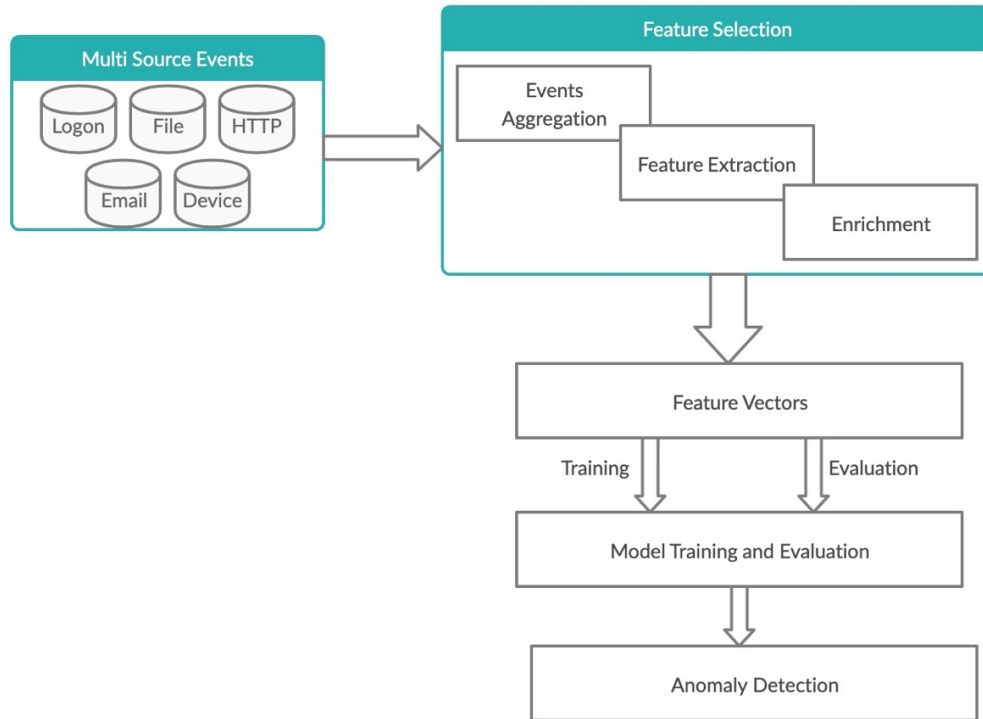 Multi Source Events
Logon
File
HTTP
Email
Device
Feature Selection
Events
Aggregation
Feature Extraction
Enrichment
Feature Vectors
Training
Evaluation
Model Training and Evaluation
Anomaly Detection